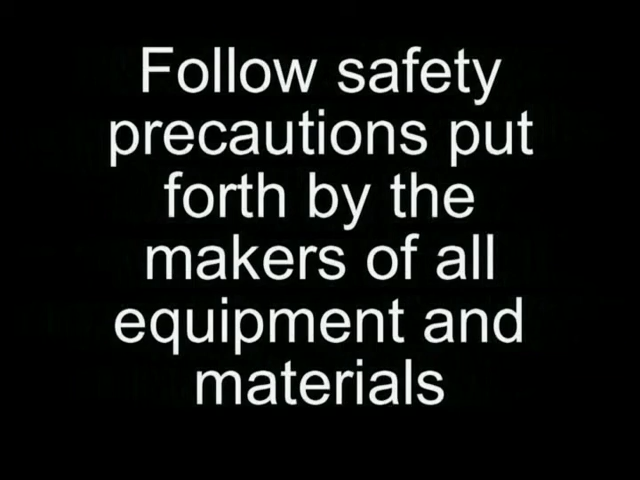 Follow safety
precautions put
forth by the
makers of all
equipment and
materials